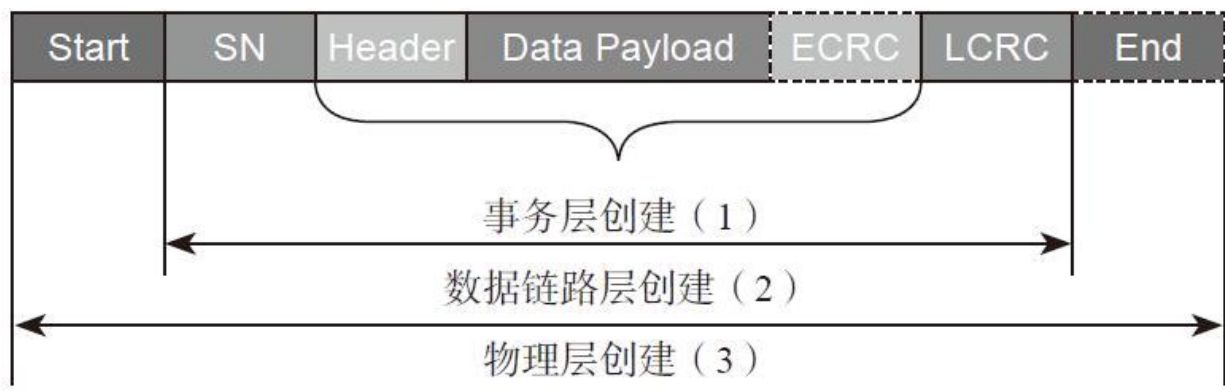 Start SN Header Data Payload ECRC LCRC End
事务层创建（1）
数据链路层创建（2）
物理层创建（3）